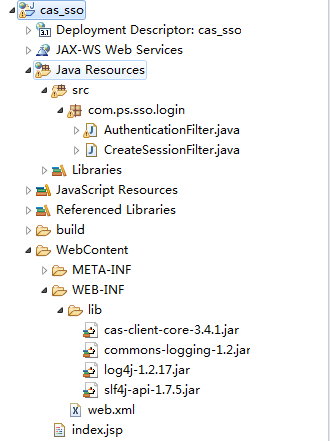 cas_sso
Deployment Descriptor: cas_sso
JAX-WS Web Services
Java Resources
src
com.ps.sso.login
AuthenticationFilter.java
CreateSessionFilter.java
Libraries
JavaScript Resources
Referenced Libraries
build
WebContent
META-INF
WEB-INF
lib
cas-client-core-3.4.1.jar
commons-logging-1.2.jar
log4j-1.2.17.jar
slf4j-api-1.7.5.jar
web.xml
index.jsp